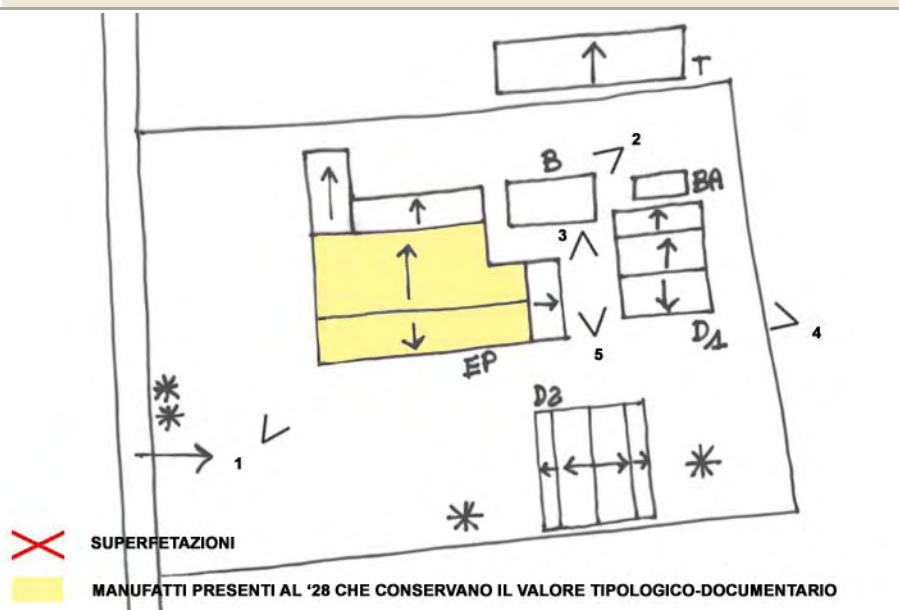 T
B
2
BA
3
4
D1
5
EP
D2
1
SUPERFETAZIONI
MANUFATTI PRESENTI AL '28 CHE CONSERVANO IL VALORE TIPOLOGICO-DOCUMENTARIO